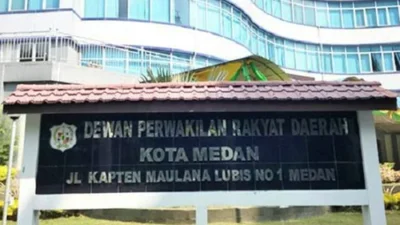 DEWAN PERWAKILAN RAKYAT DAERAH
KOTA MEDAN
JL KAPTEN MAULANA LUBIS NO 1 MEDAN